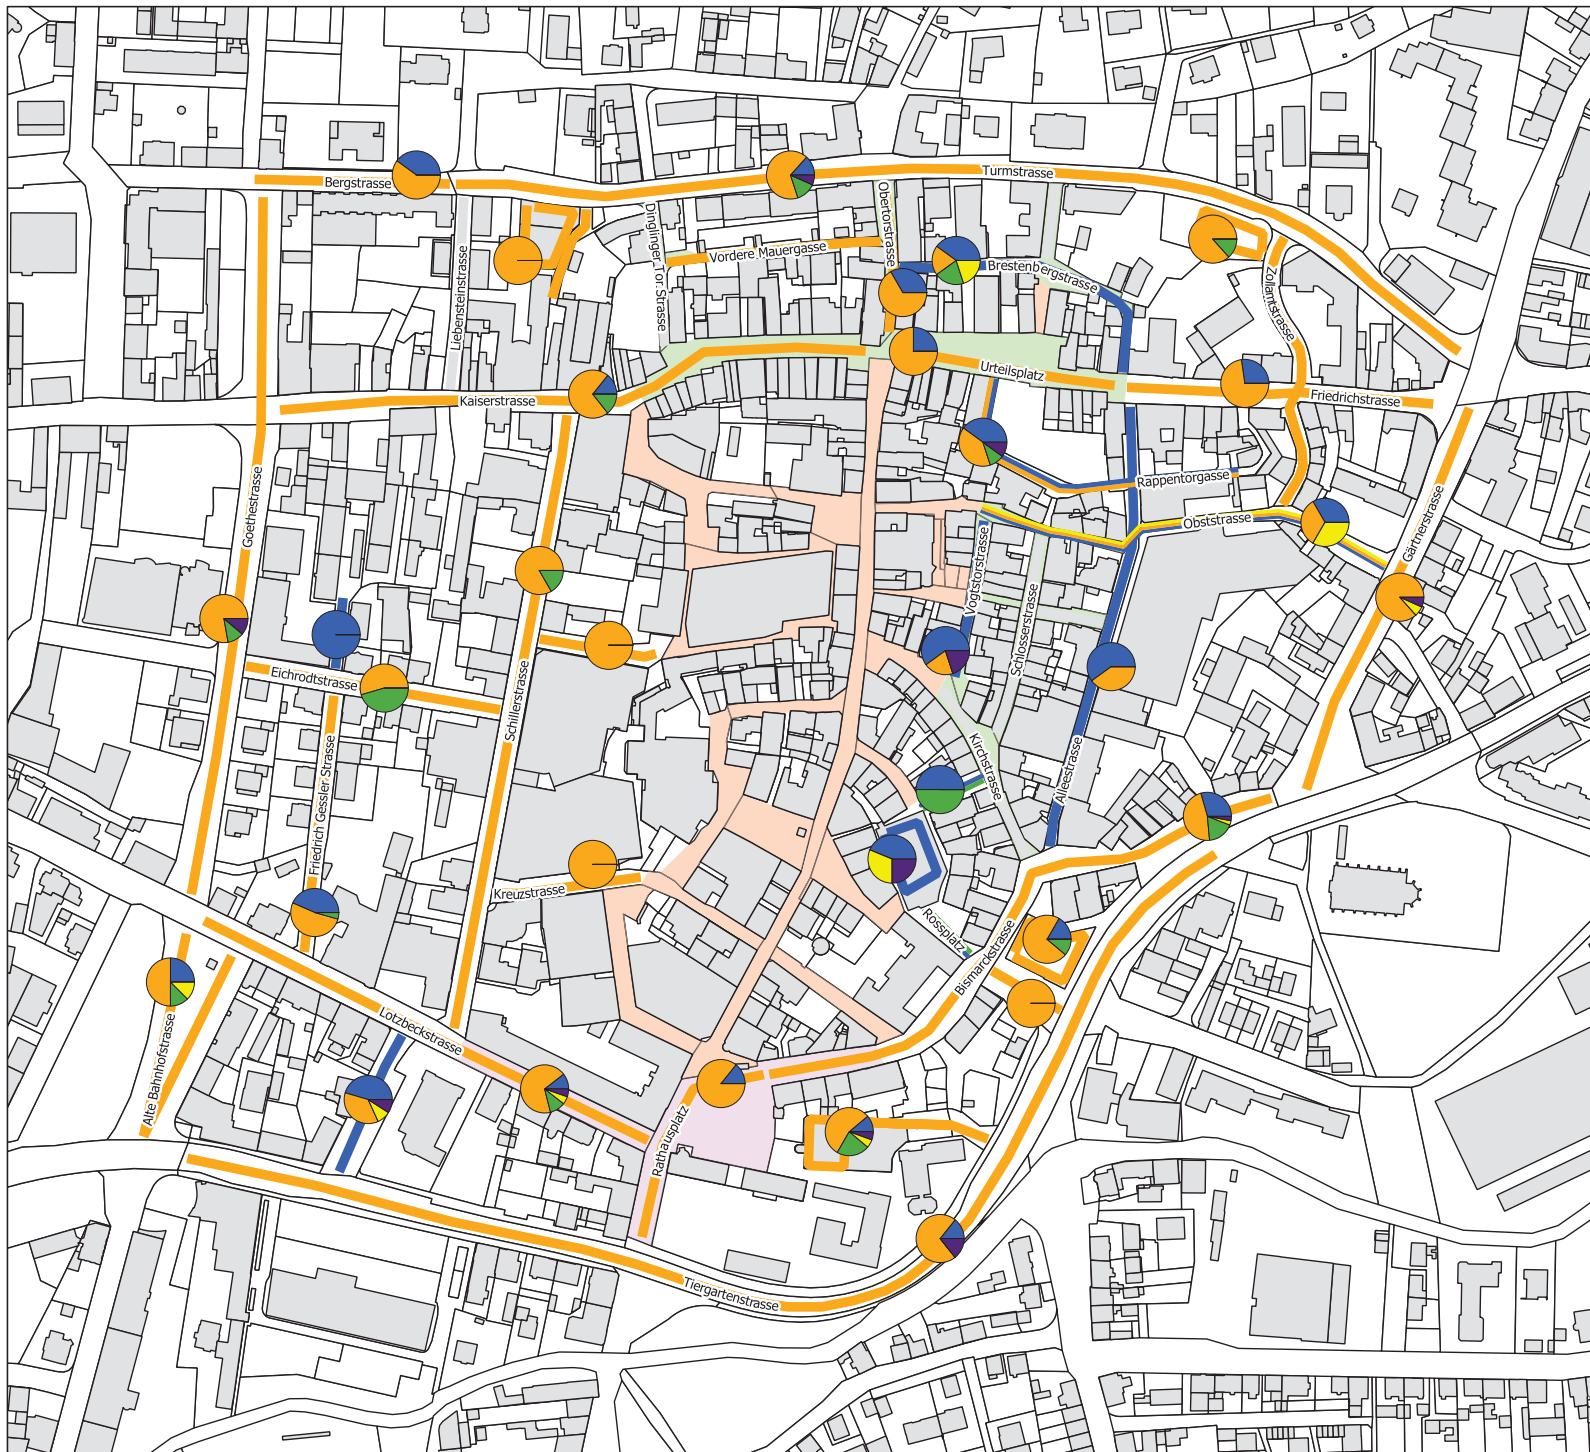 Bergstrasse
Turmstrasse
Obertorstrasse
Dinglinger Tor Strasse
Vordere Mauergasse
Brestenbergstrasse
Zollamtstrasse
Liebensteinstrasse
Urteilsplatz
Friedrichstrasse
Kaiserstrasse
Goethestrasse
Rappentorgasse
Obststrasse
Gärtnerstrasse
Vogtstorstrasse
Schlosserstrasse
Eichrodtstrasse
Schillerstrasse
Friedrich Gessler Strasse
Kirchstrasse
Alleestrasse
Kreuzstrasse
Rossplatz
Bismarckstrasse
Lotzbeckstrasse
Alte Bahnhofstrasse
Rathausplatz
Tiergartenstrasse